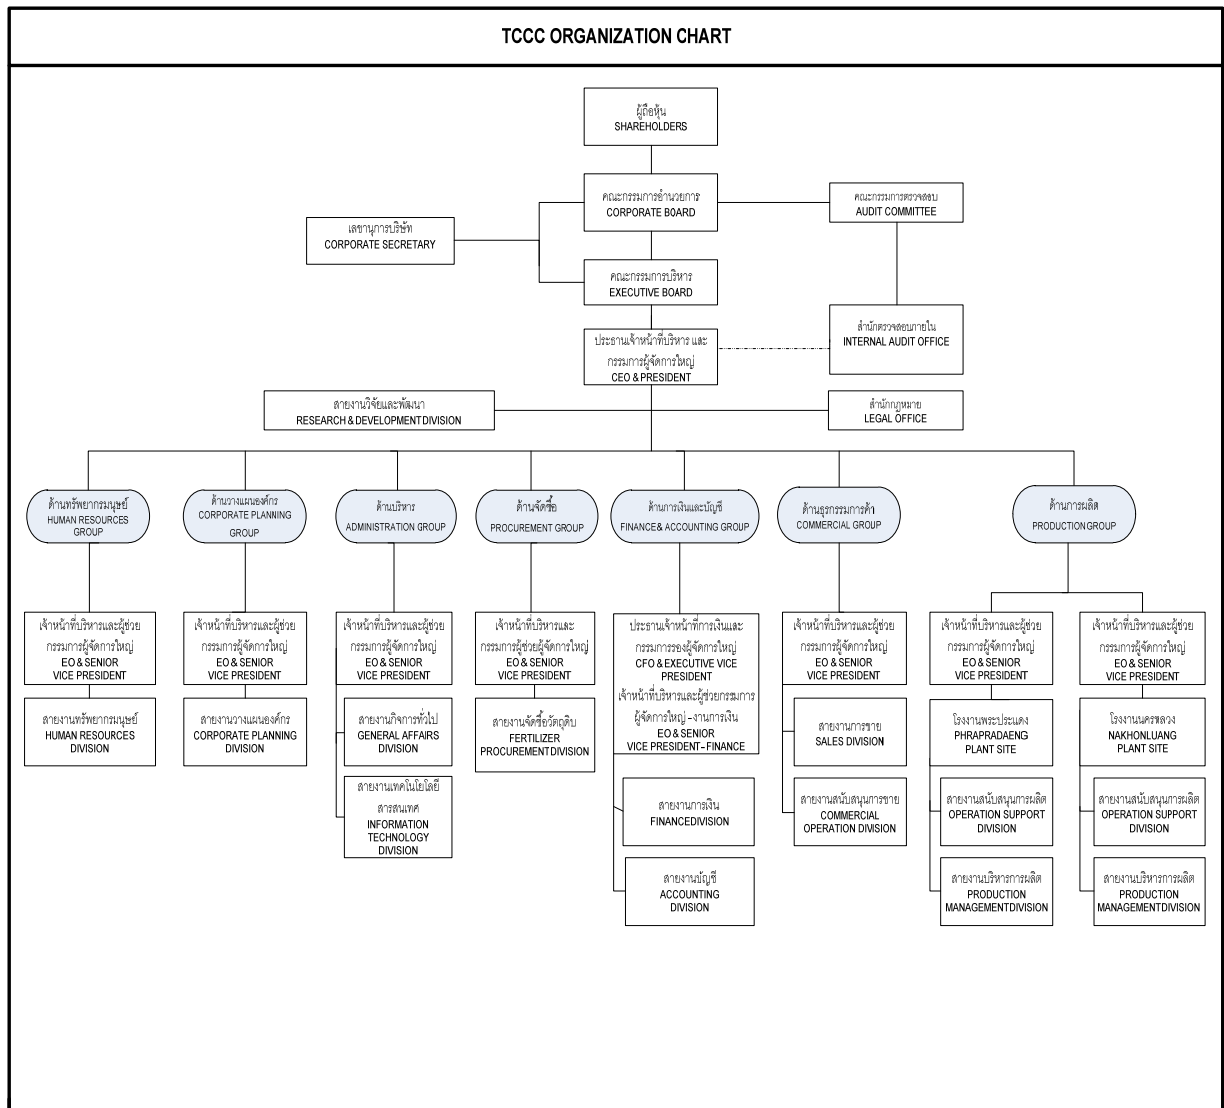 TCCC ORGANIZATION CHART
ผู้ถือหุ้น
SHAREHOLDERS
คณะกรรมการอำนวยการ
CORPORATE BOARD
คณะกรรมการตรวจสอบ
AUDIT COMMITTEE
เลขานุการบริษัท
CORPORATE SECRETARY
คณะกรรมการบริหาร
EXECUTIVE BOARD
ประธานเจ้าหน้าที่บริหาร และ
กรรมการผู้จัดการใหญ่
CEO & PRESIDENT
สำนักตรวจสอบภายใน
INTERNAL AUDIT OFFICE
สายงานวิจัยและพัฒนา
RESEARCH & DEVELOPMENT DIVISION
สำนักกฎหมาย
LEGAL OFFICE
ด้านทรัพยากรมนุษย์
HUMAN RESOURCES
GROUP
ด้านวางแผนองค์กร
CORPORATE PLANNING
GROUP
ด้านบริหาร
ADMINISTRATION GROUP
ด้านจัดซื้อ
PROCUREMENT GROUP
ด้านการเงินและบัญชี
FINANCE & ACCOUNTING GROUP
ด้านธุรกรรมการค้า
COMMERCIAL GROUP
ด้านการผลิต
PRODUCTION GROUP
เจ้าหน้าที่บริหารและผู้ช่วย
กรรมการผู้จัดการใหญ่
EO & SENIOR
VICE PRESIDENT
สายงานทรัพยากรมนุษย์
HUMAN RESOURCES
DIVISION
เจ้าหน้าที่บริหารและผู้ช่วย
กรรมการผู้จัดการใหญ่
EO & SENIOR
VICE PRESIDENT
สายงานวางแผนองค์กร
CORPORATE PLANNING
DIVISION
เจ้าหน้าที่บริหารและผู้ช่วย
กรรมการผู้จัดการใหญ่
EO & SENIOR
VICE PRESIDENT
สายงานกิจการทั่วไป
GENERAL AFFAIRS
DIVISION
สายงานเทคโนโยโลยี
สารสนเทศ
INFORMATION
TECHNOLOGY
DIVISION
เจ้าหน้าที่บริหารและ
กรรมการผู้ช่วยผู้จัดการใหญ่
EO & SENIOR
VICE PRESIDENT
สายงานจัดซื้อวัตถุดิบ
FERTILIZER
PROCUREMENT DIVISION
ประธานเจ้าหน้าที่การเงินและ
กรรมการรองผู้จัดการใหญ่
CFO & EXECUTIVE VICE
PRESIDENT
เจ้าหน้าที่บริหารและผู้ช่วยกรรมการ
ผู้จัดการใหญ่ - งานการเงิน
EO & SENIOR
VICE PRESIDENT - FINANCE
สายงานการเงิน
FINANCE DIVISION
สายงานบัญชี
ACCOUNTING
DIVISION
เจ้าหน้าที่บริหารและผู้ช่วย
กรรมการผู้จัดการใหญ่
EO & SENIOR
VICE PRESIDENT
สายงานการขาย
SALES DIVISION
สายงานสนับสนุนการขาย
COMMERCIAL
OPERATION DIVISION
เจ้าหน้าที่บริหารและผู้ช่วย
กรรมการผู้จัดการใหญ่
EO & SENIOR
VICE PRESIDENT
โรงงานพระประแดง
PHRAPRADAENG
PLANT SITE
สายงานสนับสนุนการผลิต
OPERATION SUPPORT
DIVISION
สายงานบริหารการผลิต
PRODUCTION
MANAGEMENT DIVISION
เจ้าหน้าที่บริหารและผู้ช่วย
กรรมการผู้จัดการใหญ่
EO & SENIOR
VICE PRESIDENT
โรงงานนครหลวง
NAKHONLUANG
PLANT SITE
สายงานสนับสนุนการผลิต
OPERATION SUPPORT
DIVISION
สายงานบริหารการผลิต
PRODUCTION
MANAGEMENT DIVISION